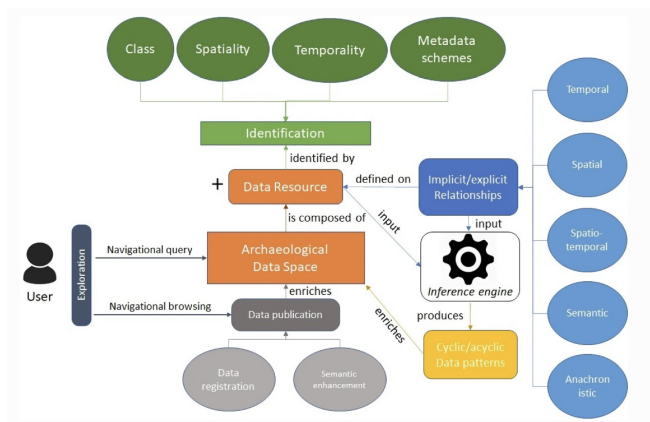 Class
Spatiality
Temporality
Metadata
schemes
Identification
identified by
+
Data Resource
defined on
Implicit/explicit
Relationships
Temporal
Spatial
Spatio-
temporal
Semantic
Anachron
istic
is composed of
input
input
Archaeological
Data Space
Inference engine
User
Exploration
Navigational query
Navigational browsing
enriches
Data publication
produces
enriches
Cyclic/acyclic
Data patterns
Data
registration
Semantic
enhancement